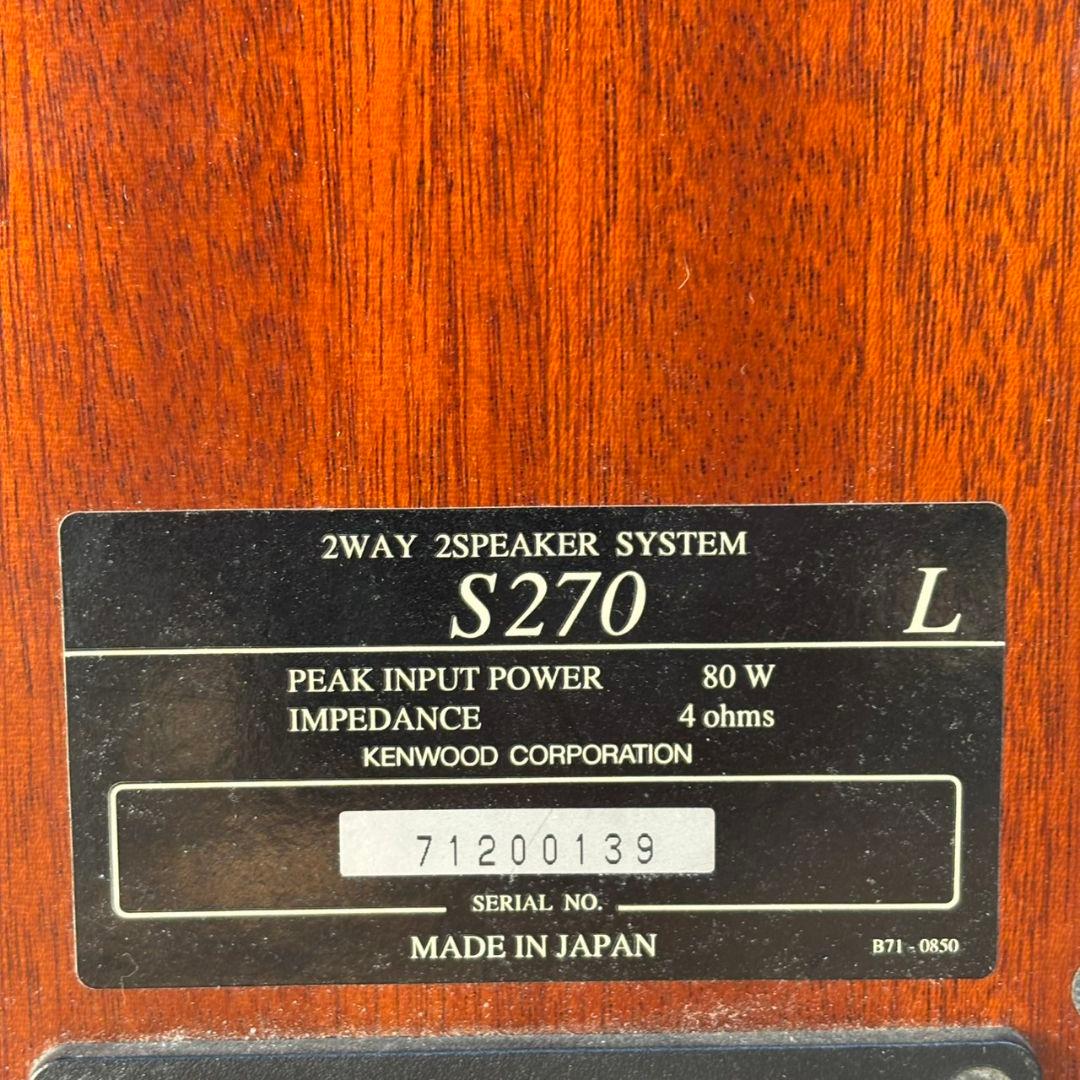 2WAY 2SPEAKER SYSTEM
S270 L
PEAK INPUT POWER 80 W
IMPEDANCE 4 ohms
KENWOOD CORPORATION
71200139
SERIAL NO.
MADE IN JAPAN B71-0850